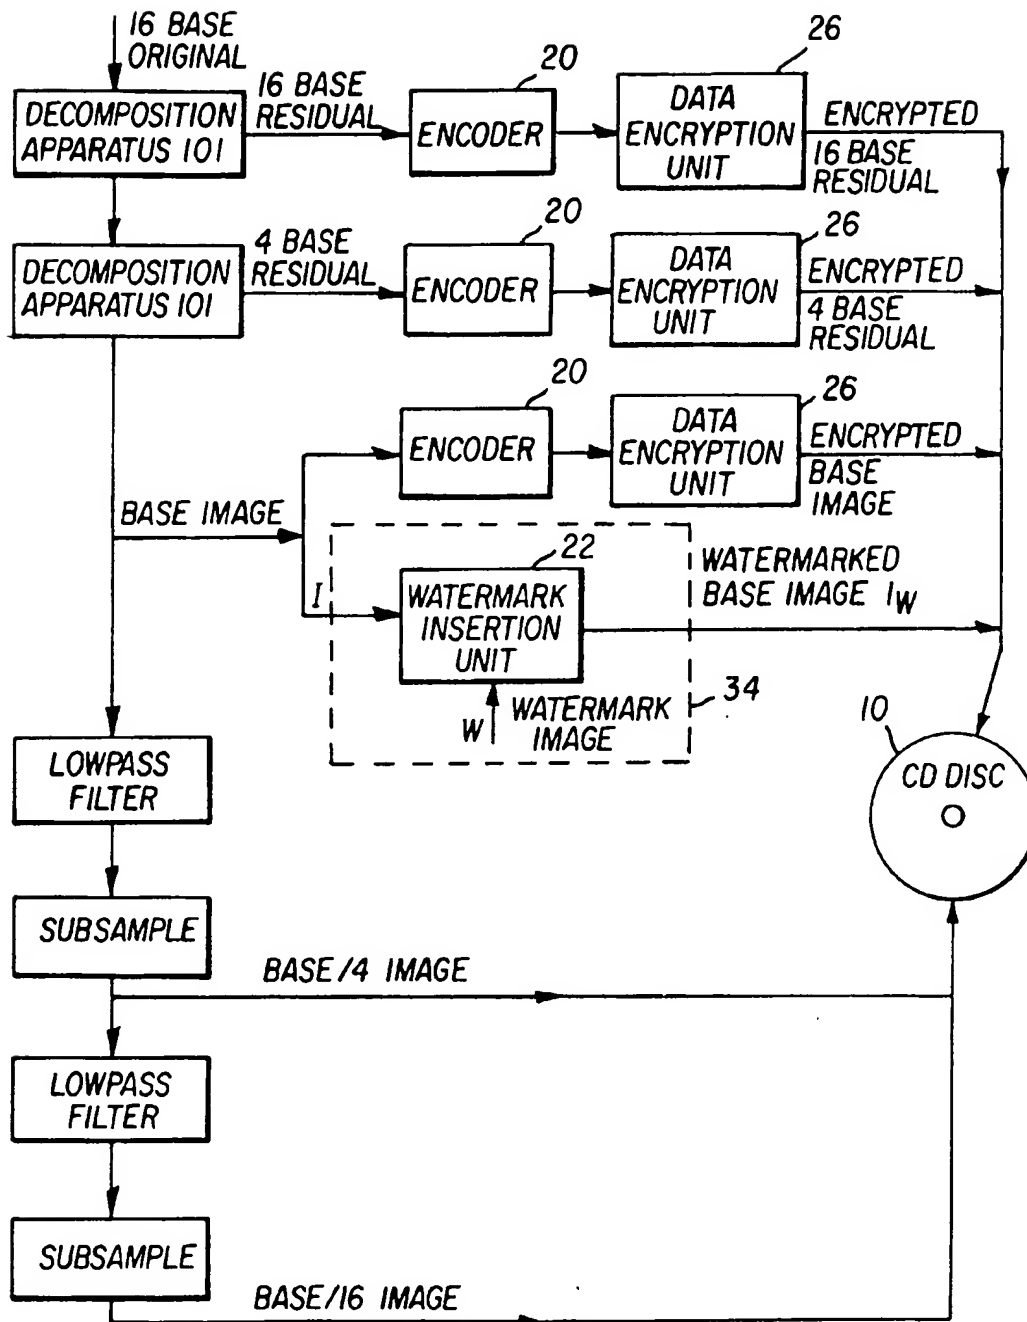 16 BASE
ORIGINAL
DECOMPOSITION
APPARATUS 101
16 BASE
RESIDUAL
20
ENCODER
26
DATA
ENCRYPTION
UNIT
ENCRYPTED
16 BASE
RESIDUAL
DECOMPOSITION
APPARATUS 101
4 BASE
RESIDUAL
20
ENCODER
26
DATA
ENCRYPTION
UNIT
ENCRYPTED
4 BASE
RESIDUAL
20
ENCODER
26
DATA
ENCRYPTION
UNIT
ENCRYPTED
BASE
IMAGE
BASE IMAGE
I
22
WATERMARK
INSERTION
UNIT
WATERMARKED
BASE IMAGE IW
W
WATERMARK
IMAGE
34
10
CD DISC
LOWPASS
FILTER
SUBSAMPLE
BASE/4 IMAGE
LOWPASS
FILTER
SUBSAMPLE
BASE/16 IMAGE